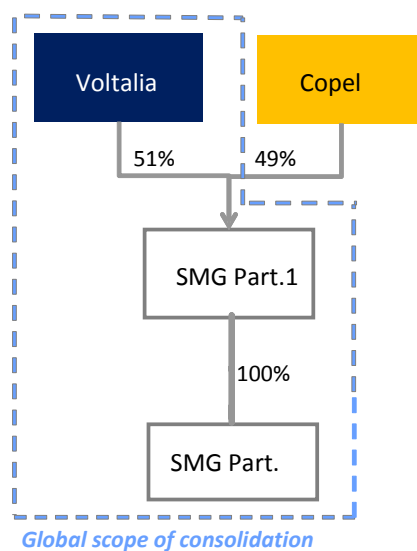 Voltalia
Copel
51%
49%
SMG Part.1
100%
SMG Part.
Global scope of consolidation